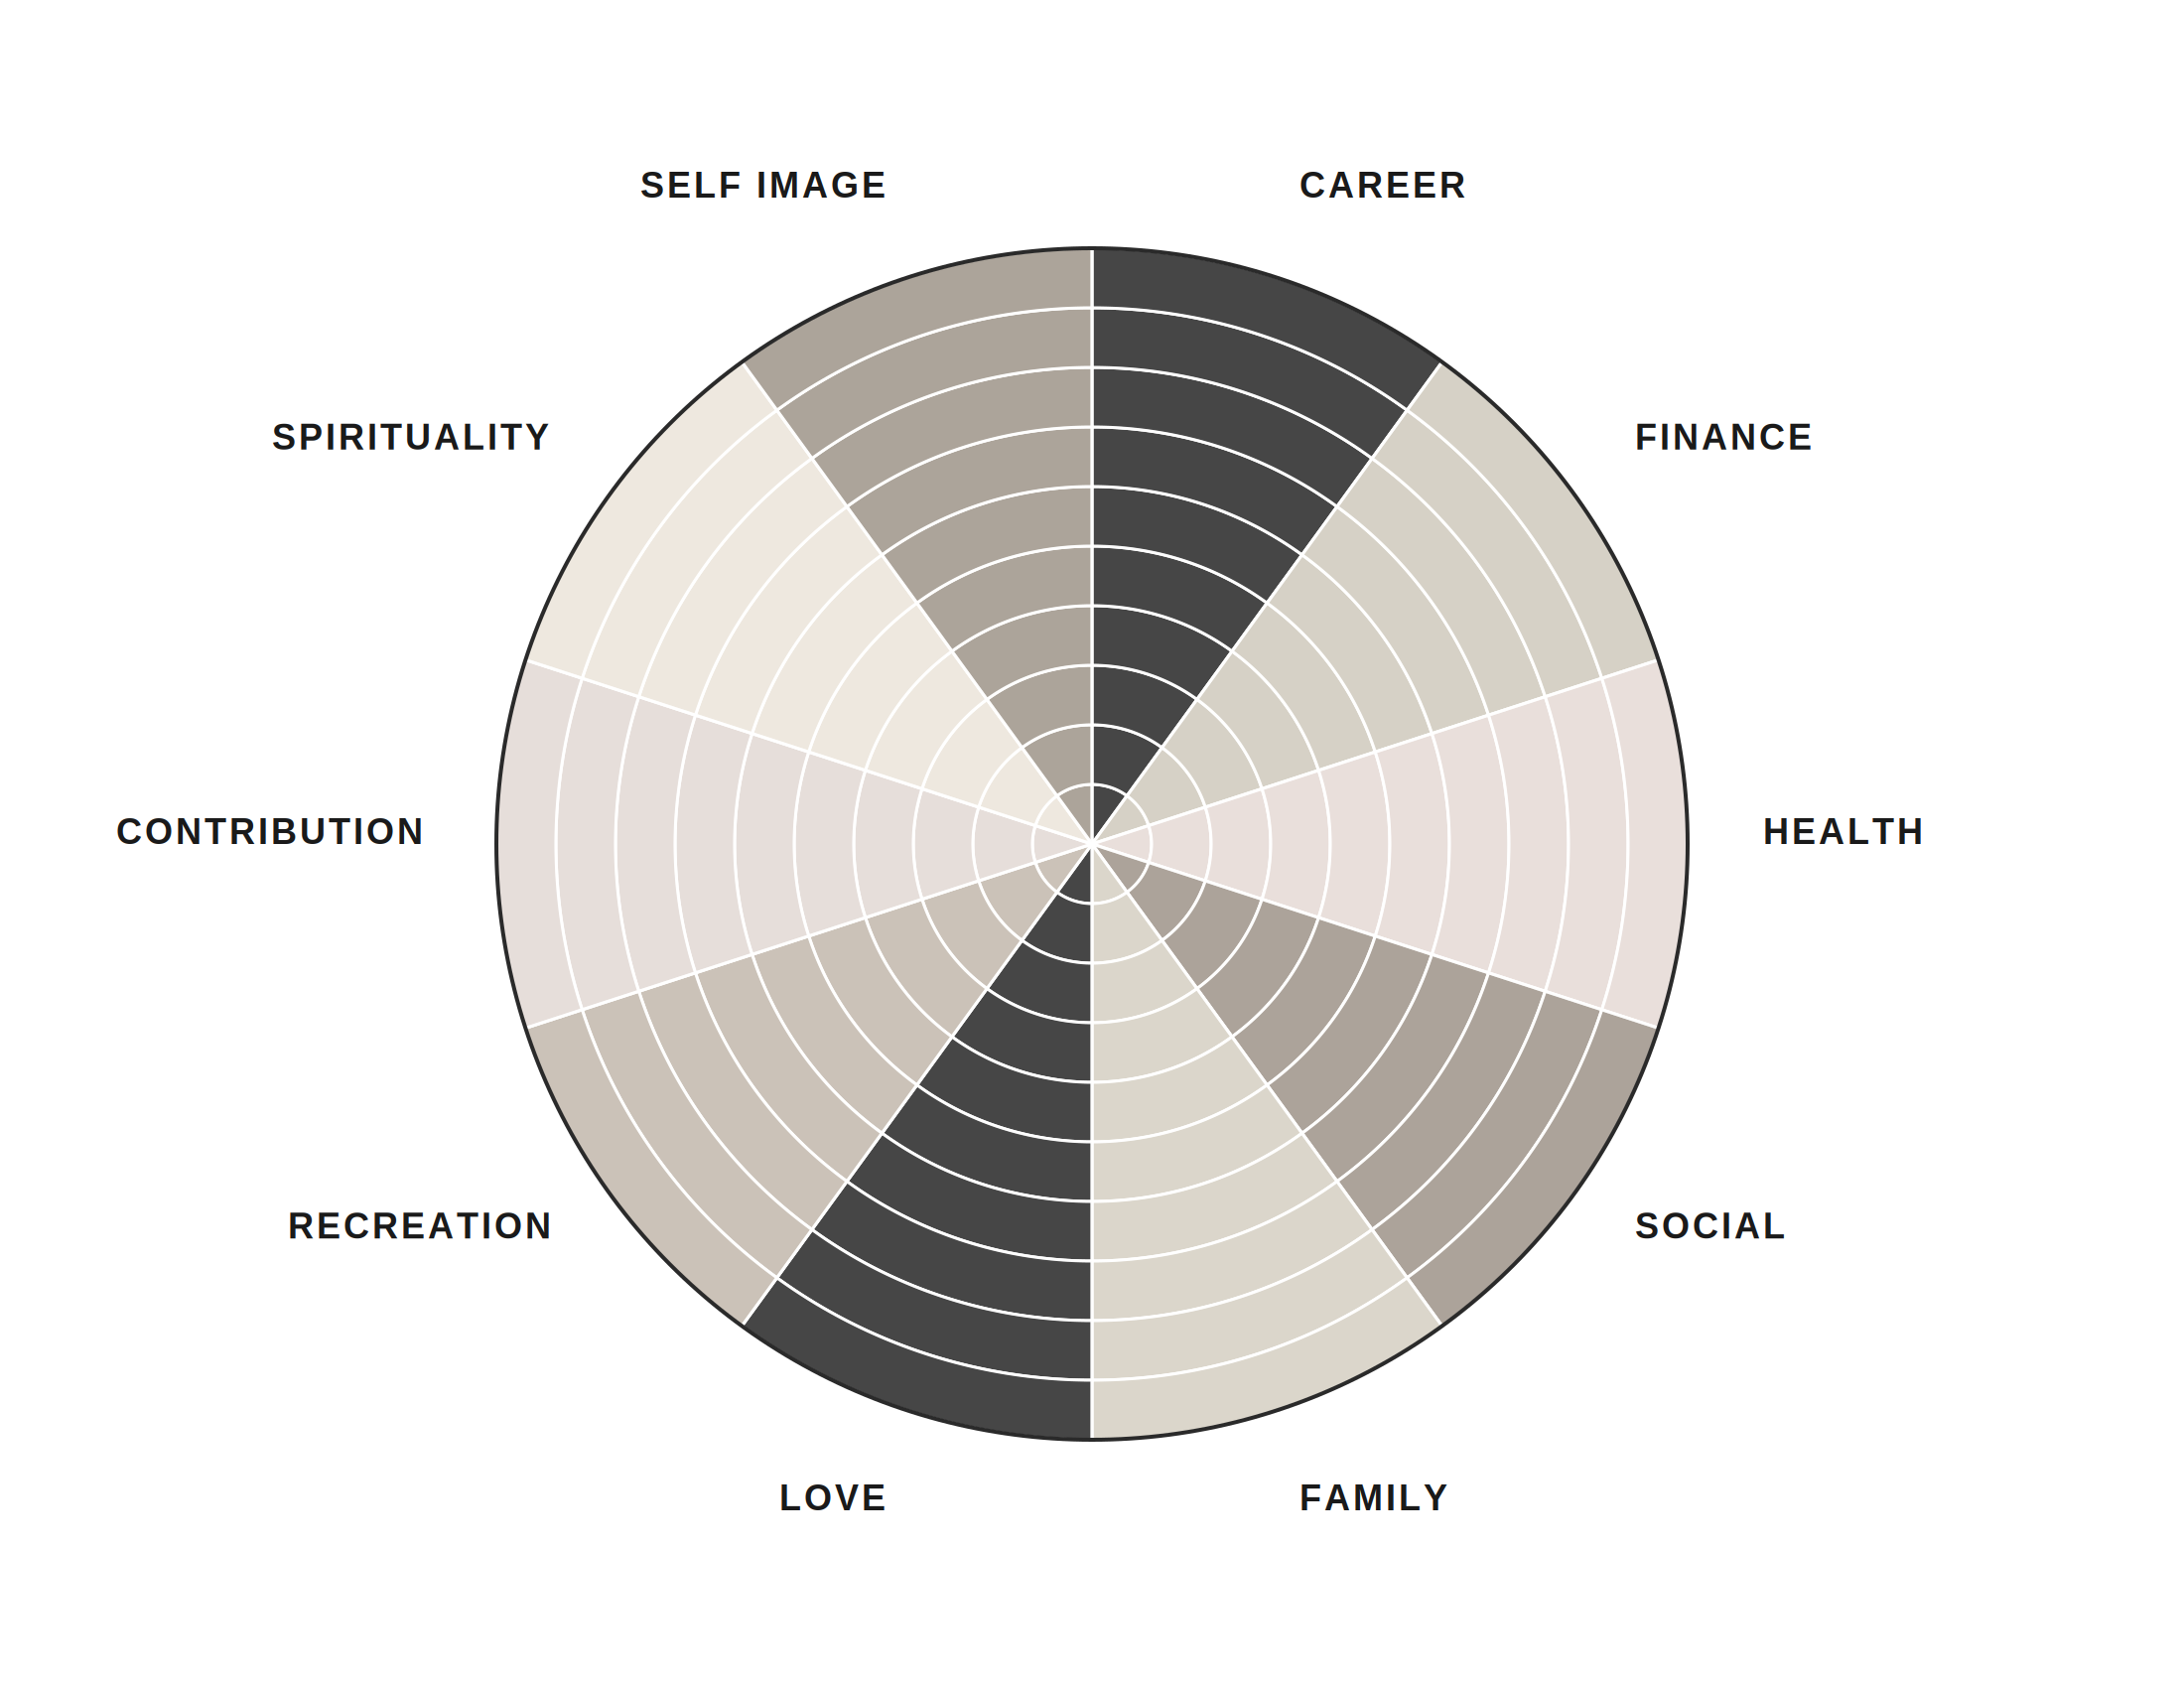 SELF IMAGE
CAREER
SPIRITUALITY
FINANCE
CONTRIBUTION
HEALTH
RECREATION
SOCIAL
LOVE
FAMILY